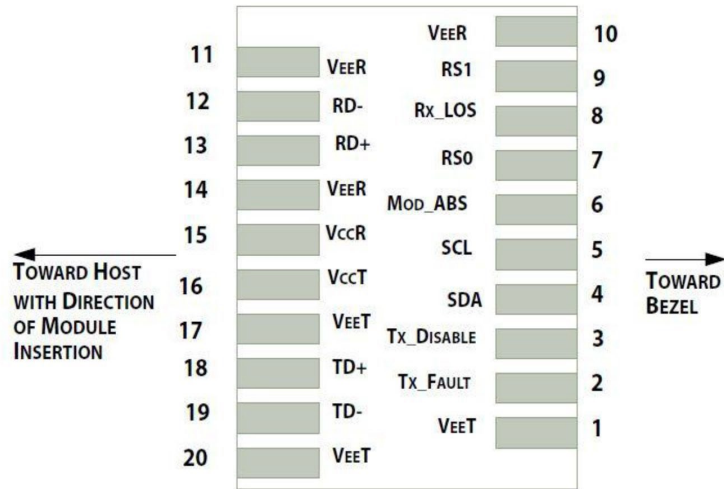 VEER 10
11 VEER
RS1 9
12 RD-
RX_LOS 8
13 RD+
RS0 7
14 VEER
MOD_ABS 6
15 VCCR
SCL 5
TOWARD HOST
WITH DIRECTION
OF MODULE
INSERTION
TOWARD
BEZEL
16 VCCT
SDA 4
17 VEET
TX_DISABLE 3
18 TD+
TX_FAULT 2
19 TD-
VEET 1
20 VEET